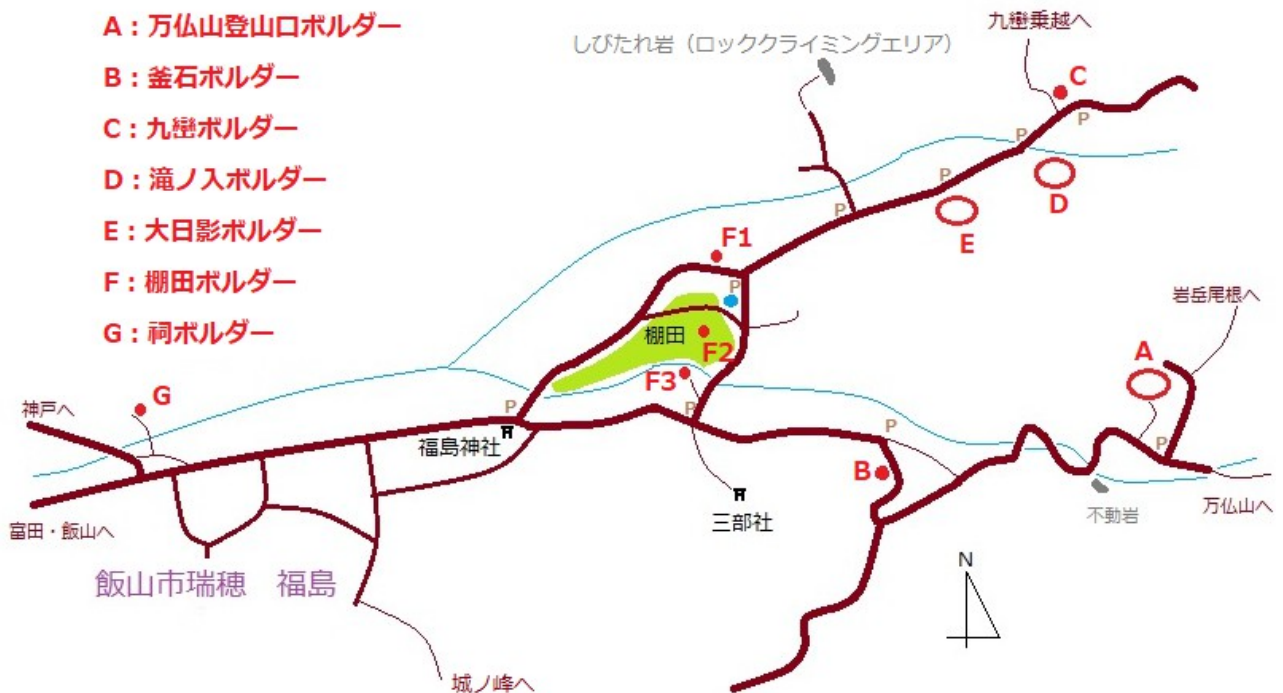 A：万仏山登山口ボルダー
B：釜石ボルダー
C：九巒ボルダー
D：滝ノ入ボルダー
E：大日影ボルダー
F：棚田ボルダー
G：祠ボルダー
しびたれ岩（ロッククライミングエリア）
九巒乗越へ
C
P
P
P
D
P
E
F1
P
岩岳尾根へ
棚田
F2
A
F3
G
神戸へ
P
P
P
P
福島神社
B
富田・飯山へ
三部社
不動岩
万仏山へ
飯山市瑞穂　福島
N
城ノ峰へ